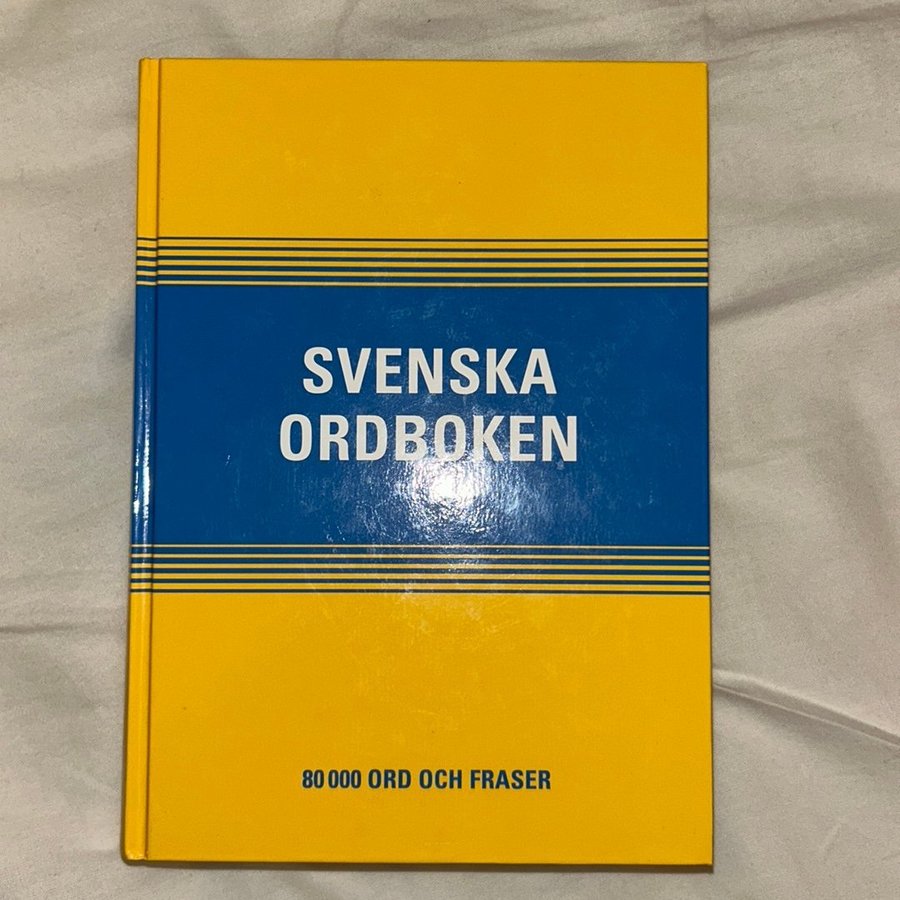 SVENSKA
ORDBOKEN
80 000 ORD OCH FRASER